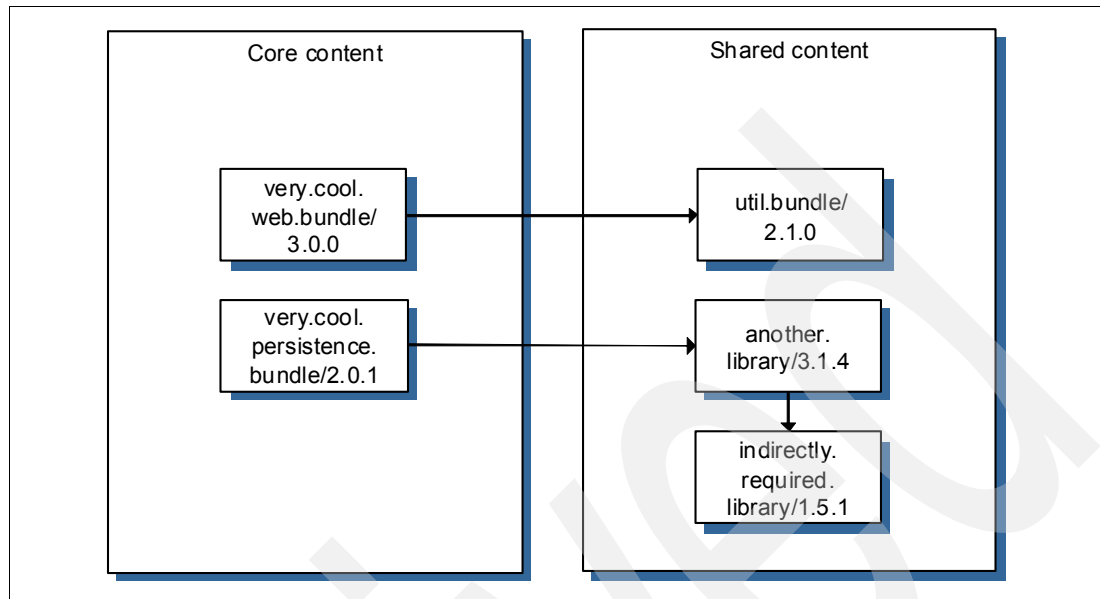 Core content
Shared content
very.cool.
web.bundle/
3.0.0
util.bundle/
2.1.0
very.cool.
persistence.
bundle/2.0.1
another.
library/3.1.4
indirectly.
required.
library/1.5.1